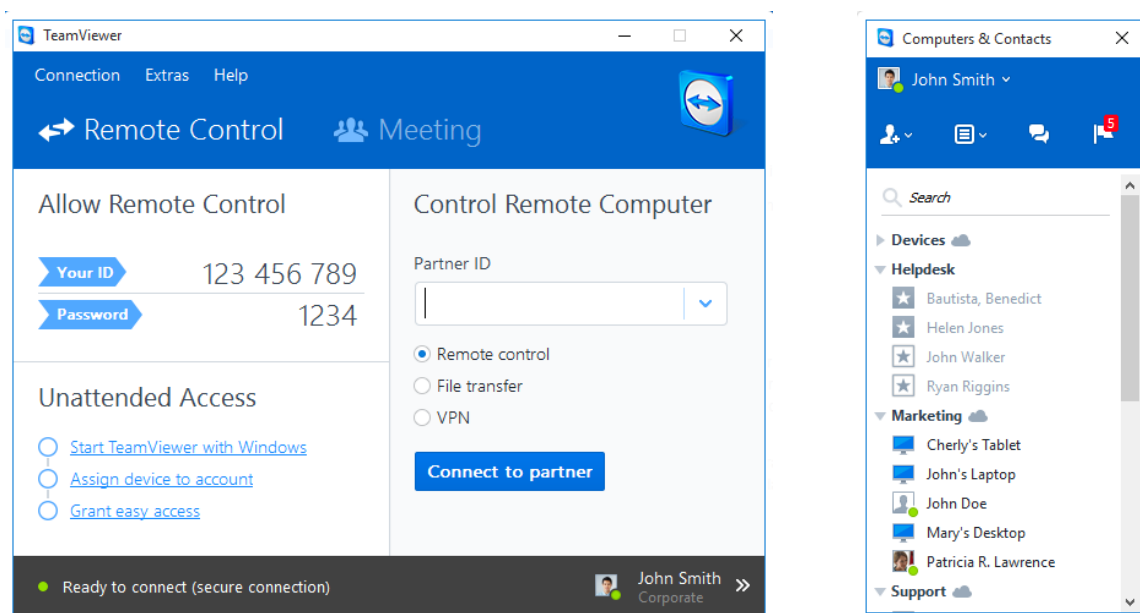 TeamViewer
Connection Extras Help
Remote Control Meeting
Allow Remote Control
Your ID 123 456 789
Password 1234
Unattended Access
Start TeamViewer with Windows
Assign device to account
Grant easy access
Control Remote Computer
Partner ID
Remote control
File transfer
VPN
Connect to partner
Ready to connect (secure connection)
John Smith
Corporate
Computers & Contacts
John Smith
5
Search
Devices
Helpdesk
Bautista, Benedict
Helen Jones
John Walker
Ryan Riggins
Marketing
Cherly's Tablet
John's Laptop
John Doe
Mary's Desktop
Patricia R. Lawrence
Support